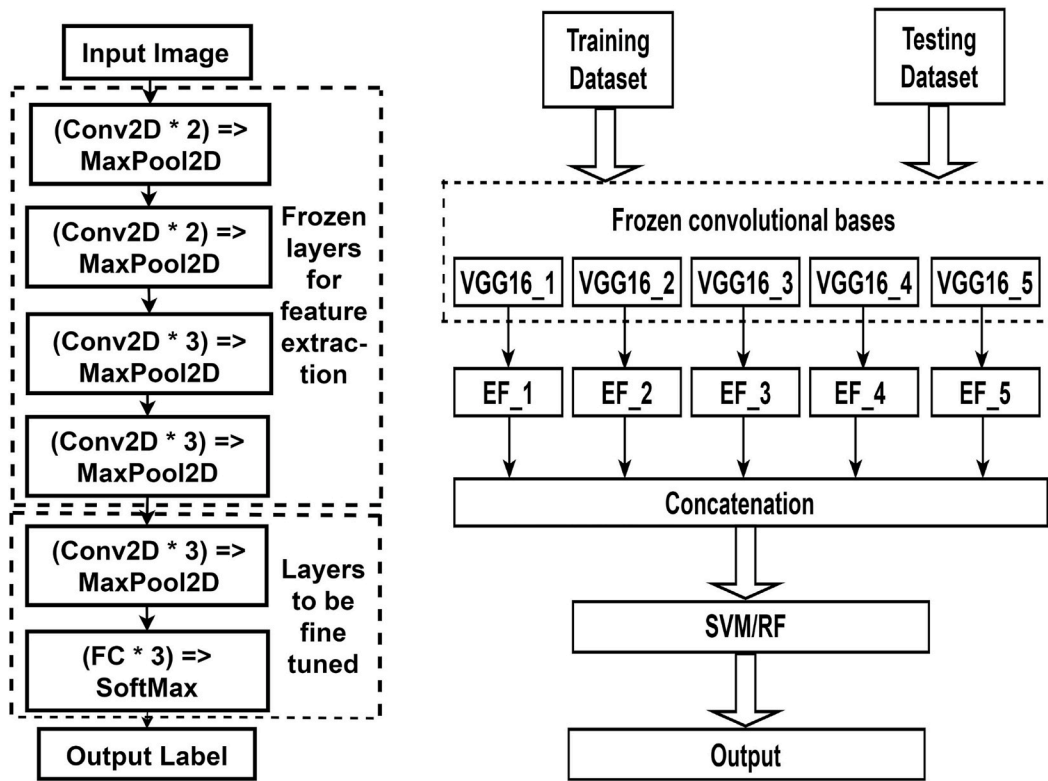 Input Image
(Conv2D * 2) =>
MaxPool2D
(Conv2D * 2) =>
MaxPool2D
(Conv2D * 3) =>
MaxPool2D
(Conv2D * 3) =>
MaxPool2D
Frozen
layers
for
feature
extrac-
tion
(Conv2D * 3) =>
MaxPool2D
(FC * 3) =>
SoftMax
Layers
to be
fine
tuned
Output Label
Training
Dataset
Testing
Dataset
Frozen convolutional bases
VGG16_1 VGG16_2 VGG16_3 VGG16_4 VGG16_5
EF_1 EF_2 EF_3 EF_4 EF_5
Concatenation
SVM/RF
Output